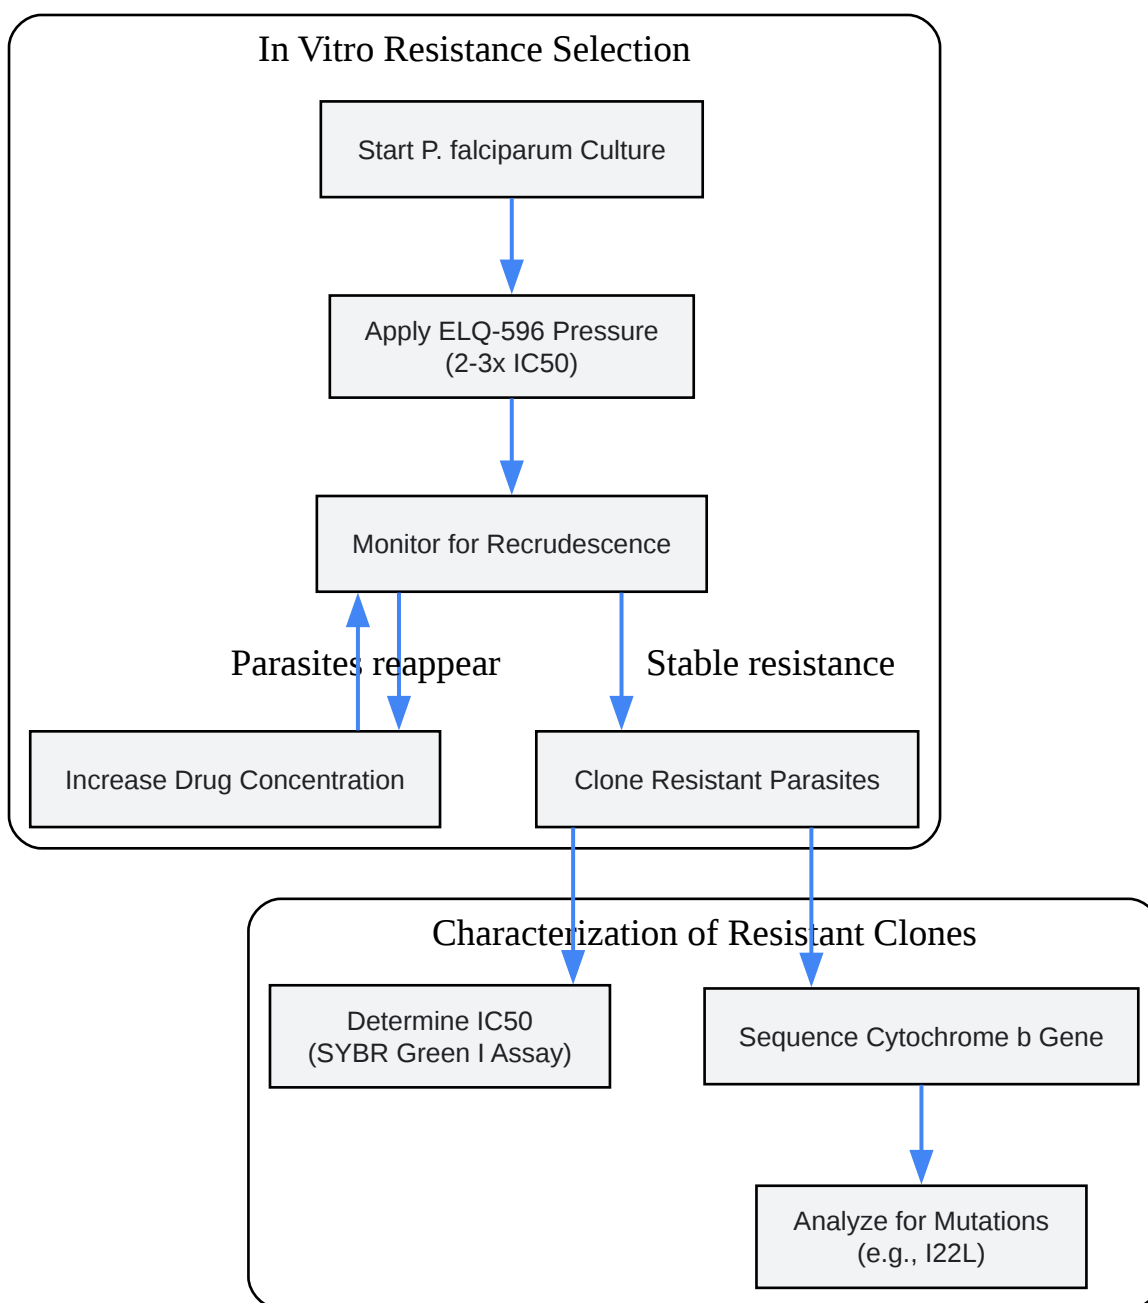 In Vitro Resistance Selection
Start P. falciparum Culture
Apply ELQ-596 Pressure
(2-3x IC50)
Monitor for Recrudescence
Parasites reappear
Stable resistance
Increase Drug Concentration
Clone Resistant Parasites
Characterization of Resistant Clones
Determine IC50
(SYBR Green I Assay)
Sequence Cytochrome b Gene
Analyze for Mutations
(e.g., I22L)